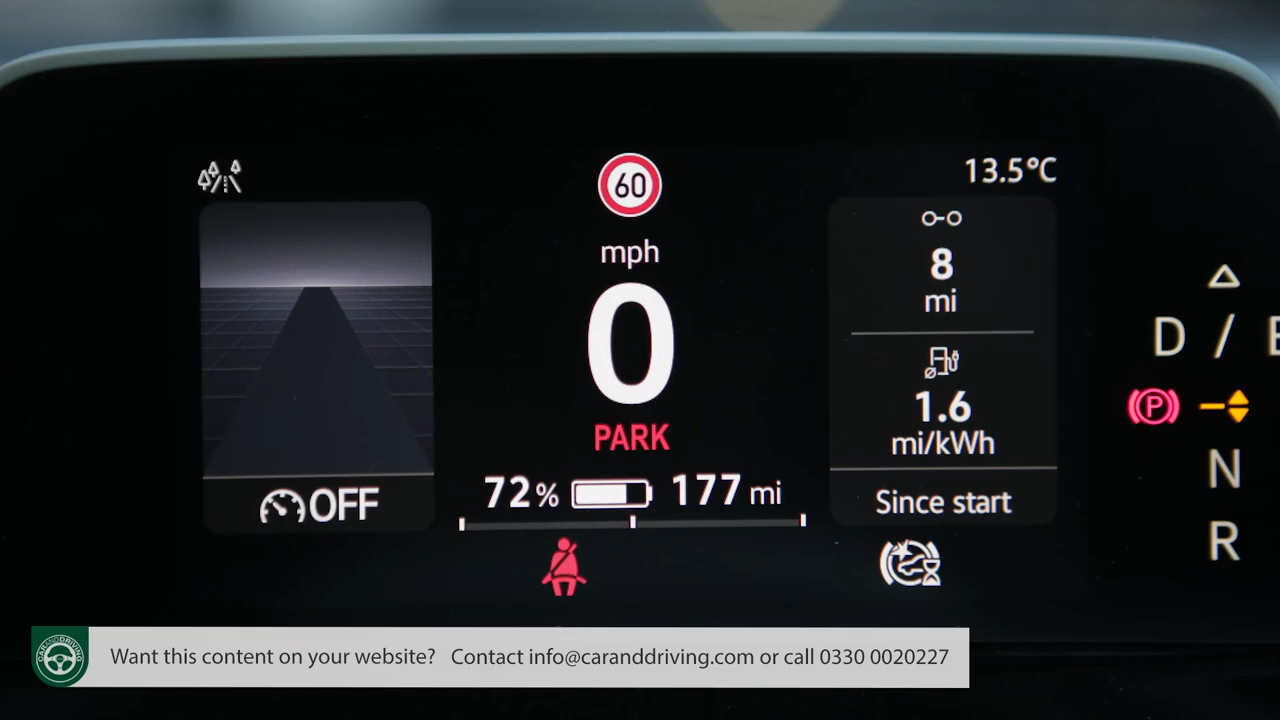 13.5°C
60
mph
0
PARK
72% 177 mi
OFF
8
mi
1.6
mi/kWh
Since start
D /
P
N
R
CARANDDRIVING
Want this content on your website? Contact info@caranddriving.com or call 0330 0020227